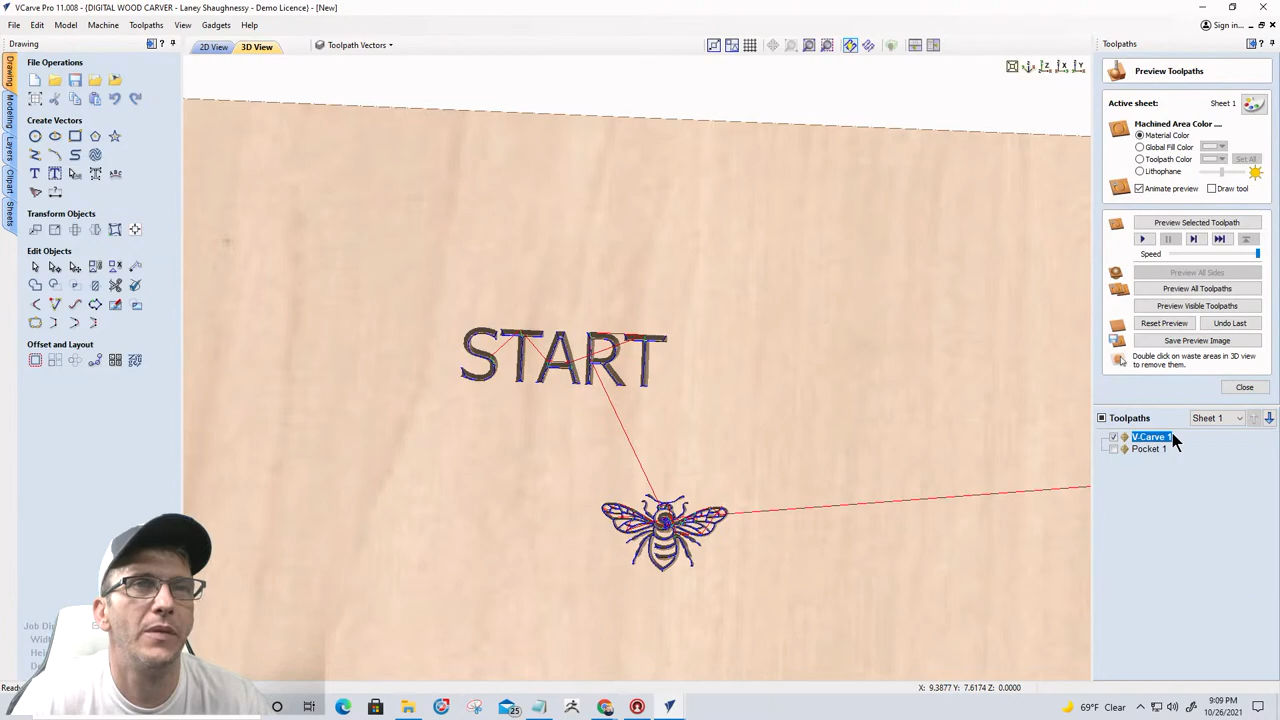 VCarve Pro 11.008 - {DIGITAL WOOD CARVER - Laney Shaughnessy - Demo Licence} - [New]
File Edit Model Machine Toolpaths View Gadgets Help
Sign in...
Drawing
2D View 3D View Toolpath Vectors
Toolpaths
Drawing
Modeling
Layers
Clipart
Sheets
File Operations
Create Vectors
Transform Objects
Edit Objects
Offset and Layout
START
Preview Toolpaths
Active sheet: Sheet 1
Machined Area Color ....
Material Color
Global Fill Color
Toolpath Color Set All
Lithophane
Animate preview Draw tool
Preview Selected Toolpath
Speed
Preview All Sides
Preview All Toolpaths
Preview Visible Toolpaths
Reset Preview Undo Last
Save Preview Image
Double click on waste areas in 3D view
to remove them.
Close
Toolpaths Sheet 1
V-Carve 1
Pocket 1
X: 9.3877 Y: 7.6174 Z: 0.0000
25
69°F Clear
9:09 PM
10/26/2021